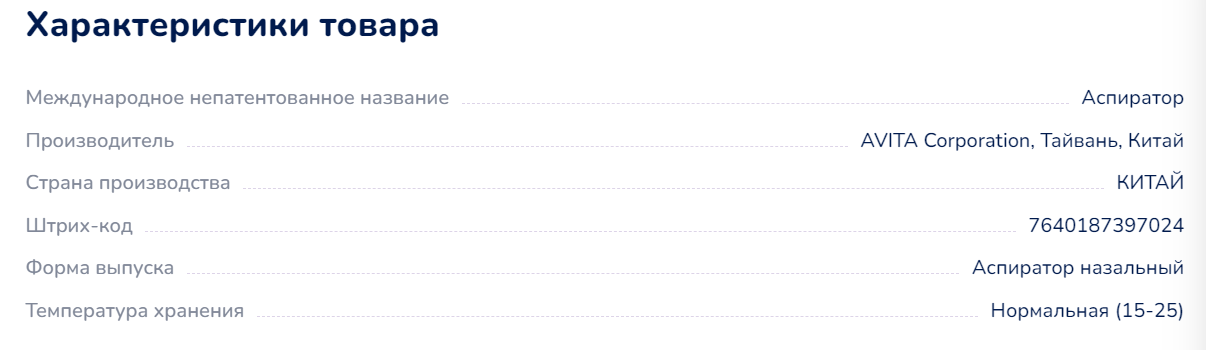 Характеристики товара
Международное непатентованное название Аспиратор
Производитель AVITA Corporation, Тайвань, Китай
Страна производства КИТАЙ
Штрих-код 7640187397024
Форма выпуска Аспиратор назальный
Температура хранения Нормальная (15-25)